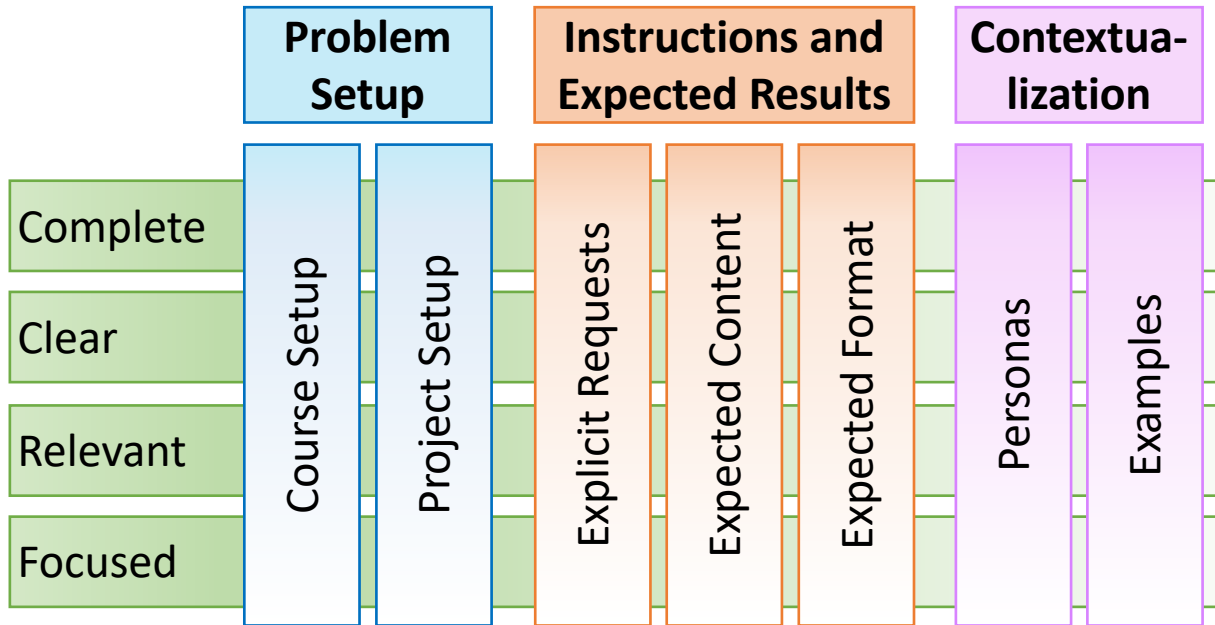 Problem
Setup
Instructions and
Expected Results
Contextua-
lization
Complete
Clear
Relevant
Focused
Course Setup
Project Setup
Explicit Requests
Expected Content
Expected Format
Personas
Examples